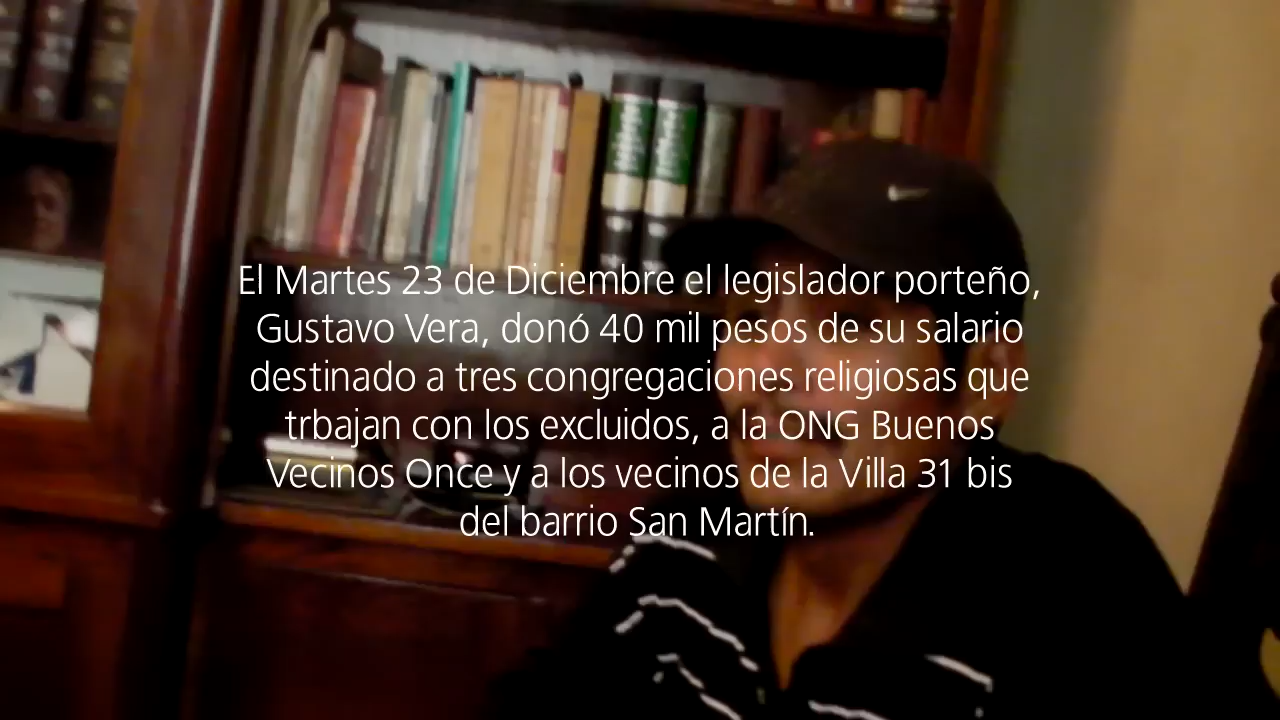 El Martes 23 de Diciembre el legislador porteño,
Gustavo Vera, donó 40 mil pesos de su salario
destinado a tres congregaciones religiosas que
trbajan con los excluidos, a la ONG Buenos
Vecinos Once y a los vecinos de la Villa 31 bis
del barrio San Martín.